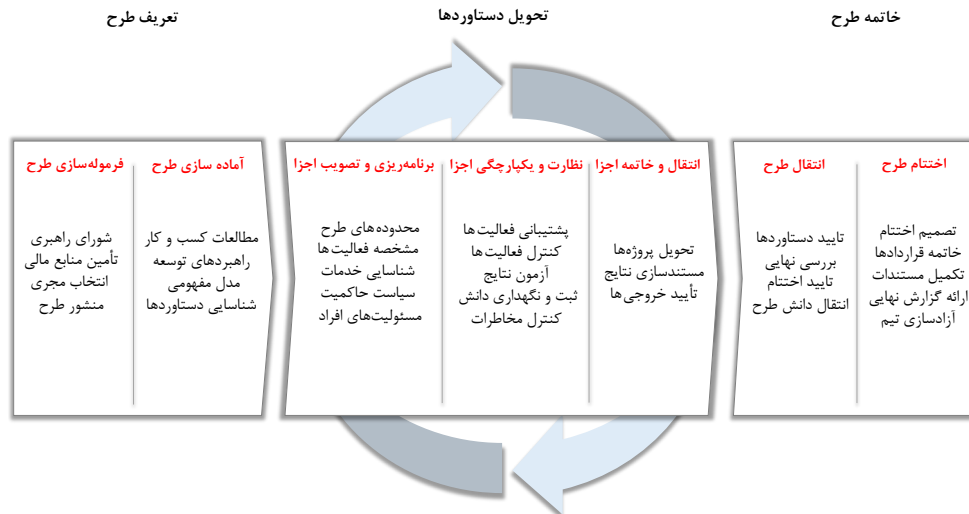 تعریف طرح
تحویل دستاوردها
خاتمه طرح
فرموله‌سازی طرح
شورای راهبری
تأمین منابع مالی
انتخاب مجری
منشور طرح
آماده سازی طرح
مطالعات کسب و کار
راهبردهای توسعه
مدل مفهومی
شناسایی دستاوردها
برنامه‌ریزی و تصویب اجزا
محدوده‌های طرح
مشخصه فعالیت‌ها
شناسایی خدمات
سیاست حاکمیت
مسئولیت‌های افراد
نظارت و یکپارچگی اجزا
پشتیبانی فعالیت‌ها
کنترل فعالیت‌ها
آزمون نتایج
ثبت و نگهداری دانش
کنترل مخاطرات
انتقال و خاتمه اجزا
تحویل پروژه‌ها
مستندسازی نتایج
تأیید خروجی‌ها
انتقال طرح
تایید دستاوردها
بررسی نهایی
تایید اختتام
انتقال دانش طرح
اختتام طرح
تصمیم اختتام
خاتمه قراردادها
تکمیل مستندات
ارائه گزارش نهایی
آزادسازی تیم